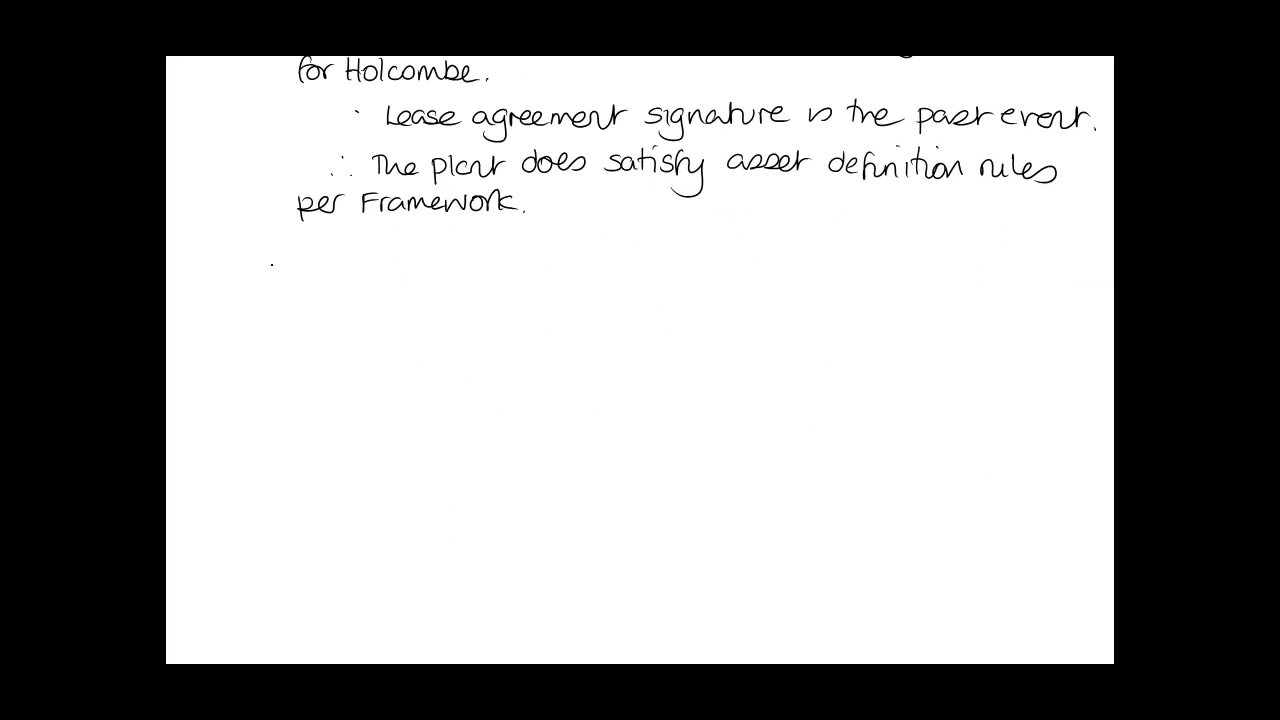 for Holcombe.
· Lease agreement signature is the past event.
∴ The plant does satisfy asset definition rules
per Framework.